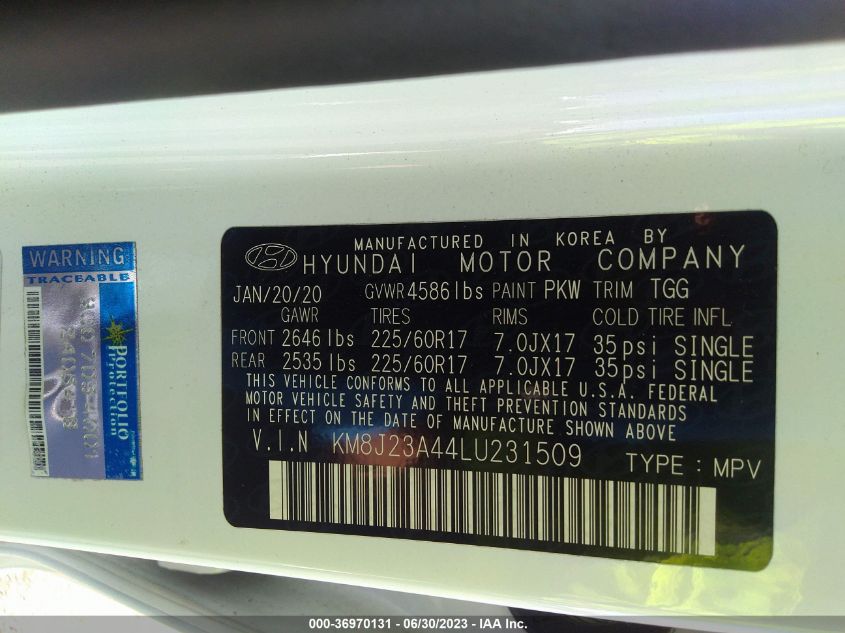 WARNING
TRACEABLE
PORTFOLIO
protection
MANUFACTURED IN KOREA BY
HYUNDAI MOTOR COMPANY
JAN/20/20 GVWR 4586 lbs PAINT PKW TRIM TGG
GAWR TIRES RIMS COLD TIRE INFL
FRONT 2646 lbs 225/60R17 7.0JX17 35psi SINGLE
REAR 2535 lbs 225/60R17 7.0JX17 35psi SINGLE
THIS VEHICLE CONFORMS TO ALL APPLICABLE U.S.A. FEDERAL
MOTOR VEHICLE SAFETY AND THEFT PREVENTION STANDARDS
IN EFFECT ON THE DATE OF MANUFACTURE SHOWN ABOVE
V.I.N KM8J23A44LU231509 TYPE : MPV
000-36970131 - 06/30/2023 - IAA Inc.